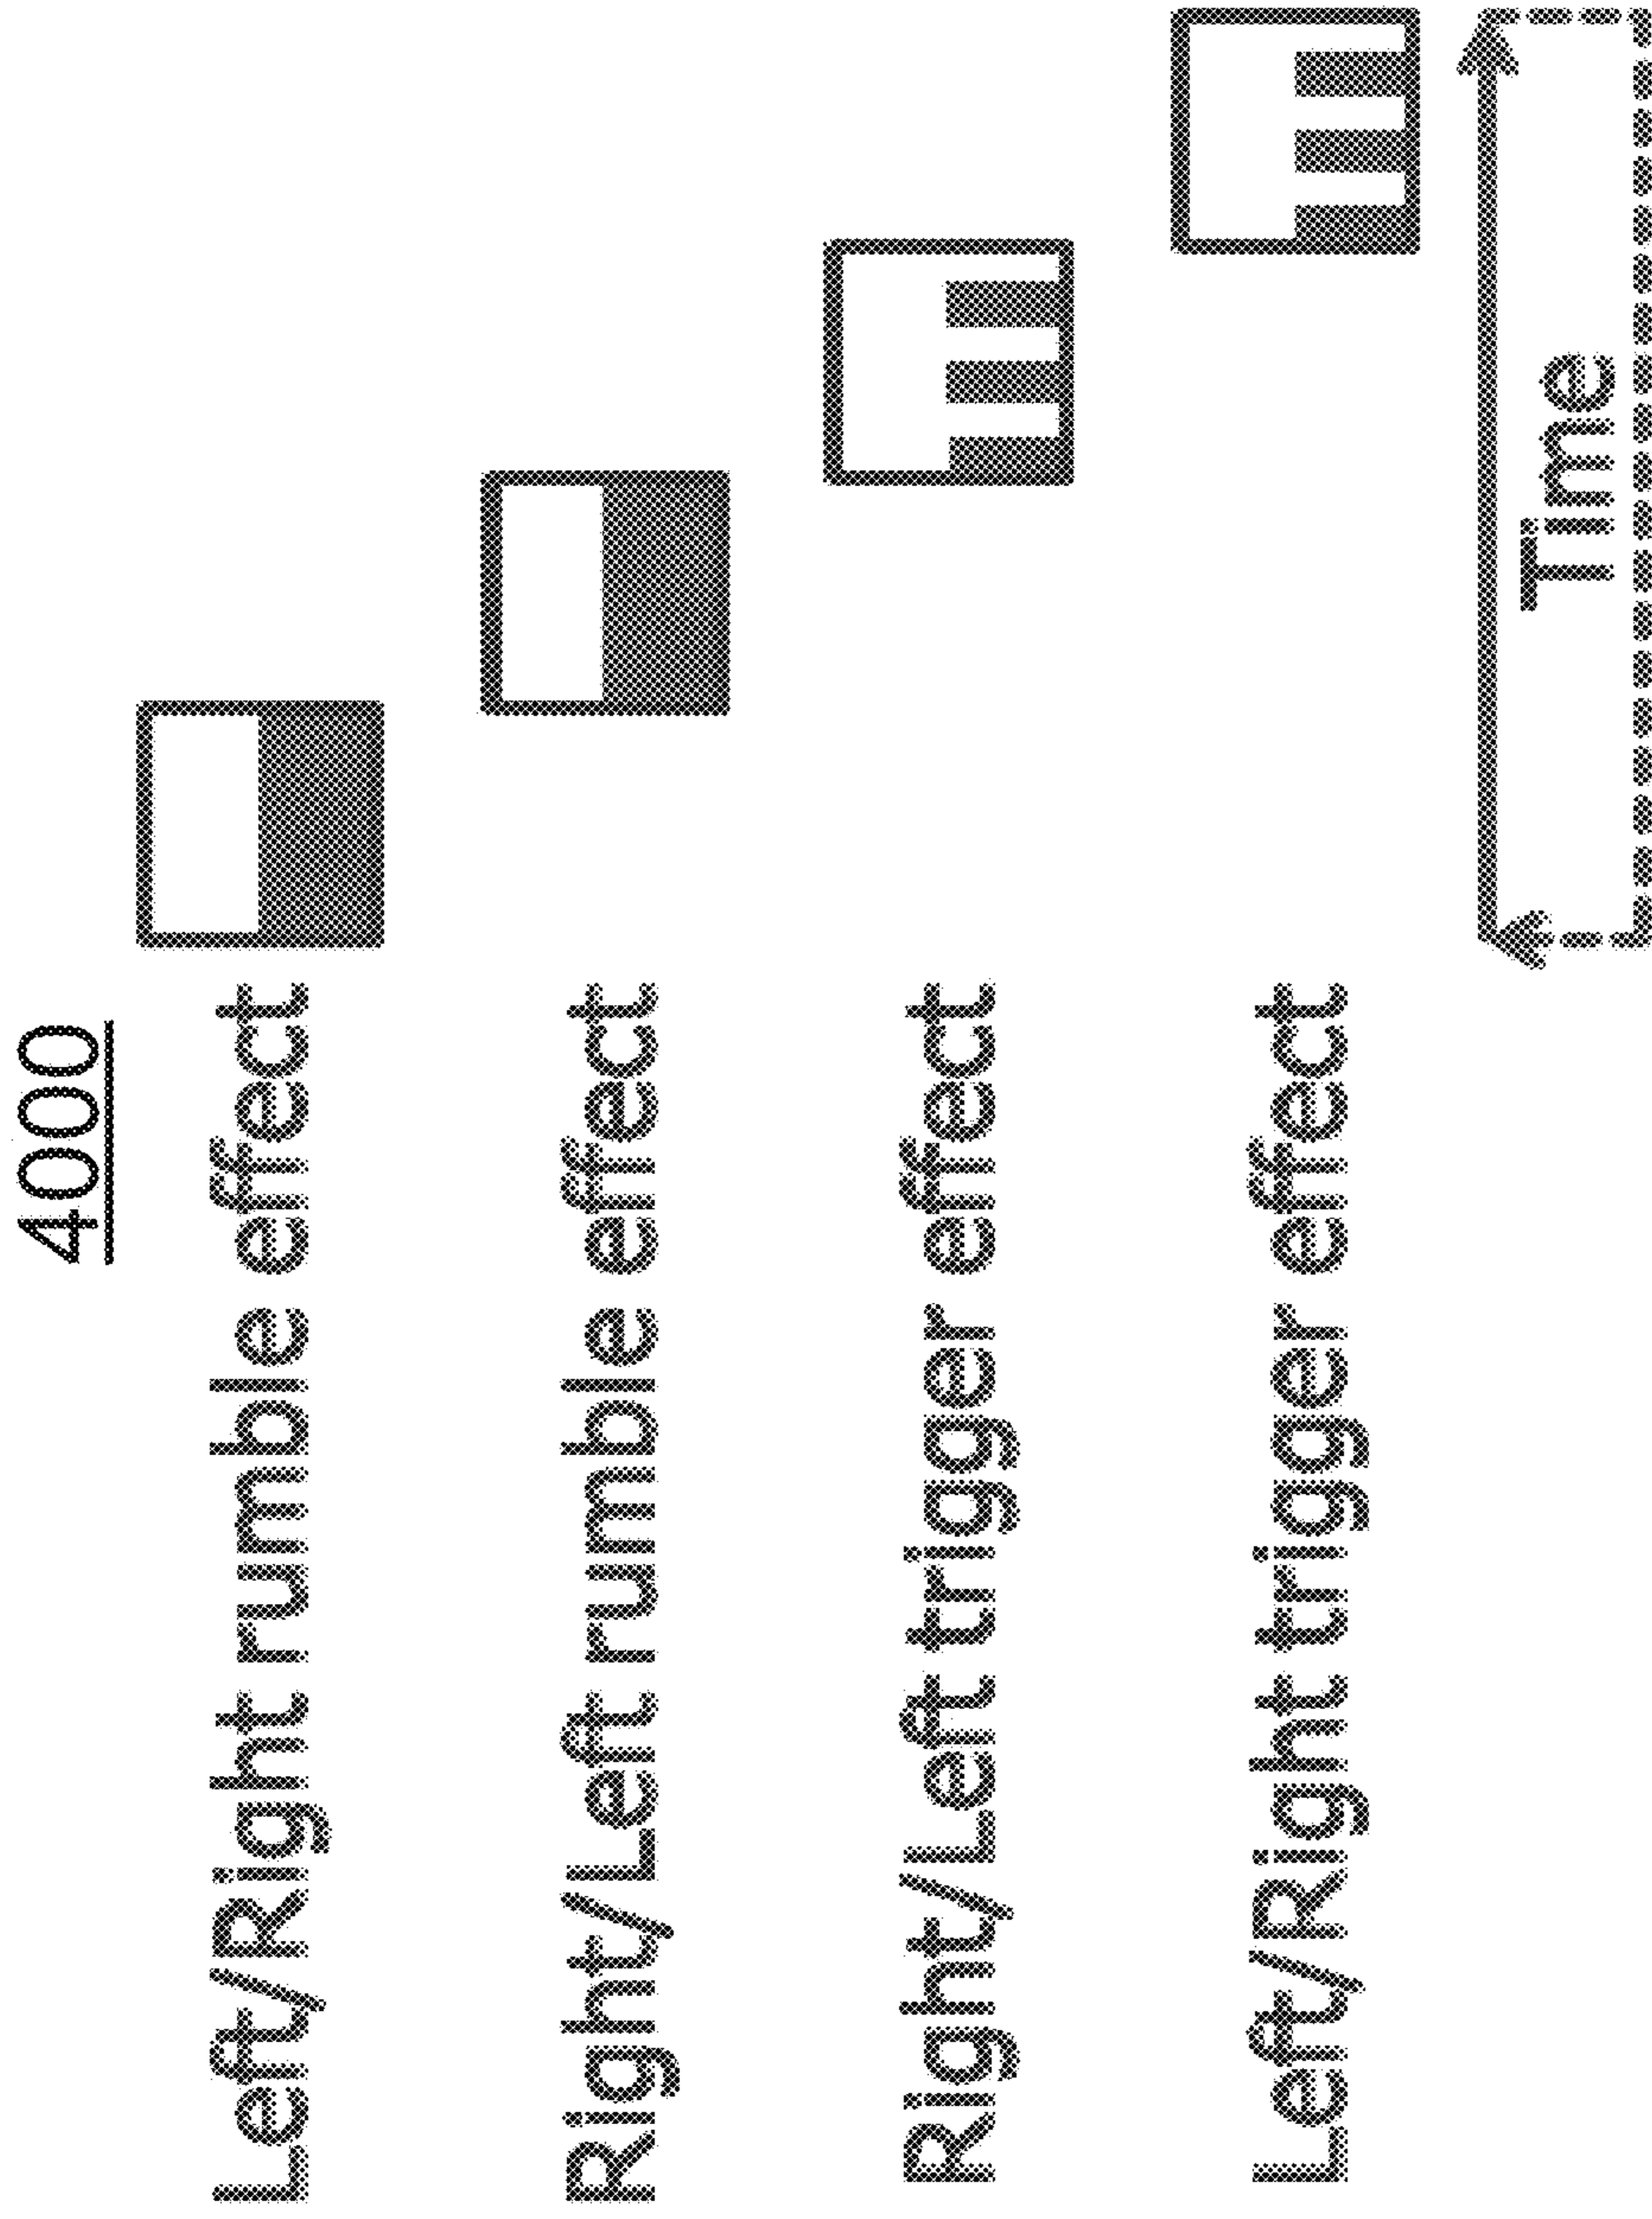 4000
Left/Right rumble effect
Right/Left rumble effect
Right/Left trigger effect
Left/Right trigger effect
Time